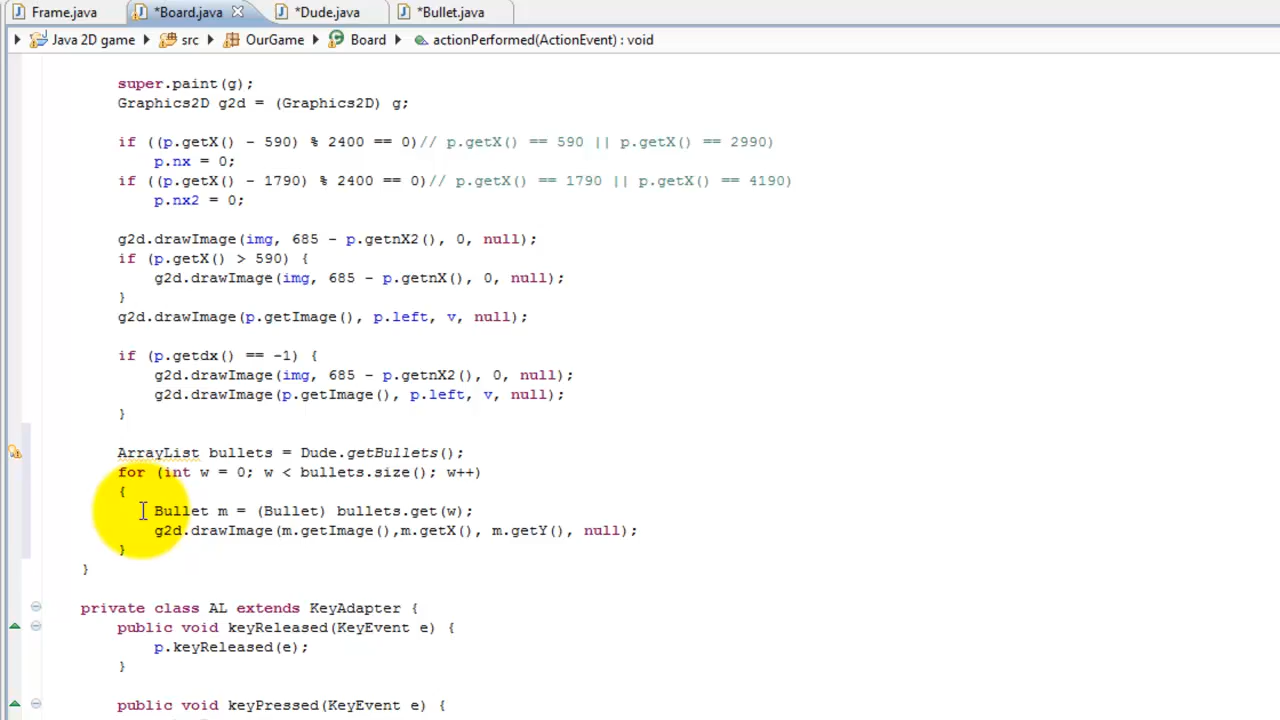 Frame.java *Board.java *Dude.java *Bullet.java
Java 2D game src OurGame Board actionPerformed(ActionEvent) : void
super.paint(g);
Graphics2D g2d = (Graphics2D) g;
if ((p.getX() - 590) % 2400 == 0)// p.getX() == 590 || p.getX() == 2990)
p.nx = 0;
if ((p.getX() - 1790) % 2400 == 0)// p.getX() == 1790 || p.getX() == 4190)
p.nx2 = 0;
g2d.drawImage(img, 685 - p.getnX2(), 0, null);
if (p.getX() > 590) {
g2d.drawImage(img, 685 - p.getnX(), 0, null);
}
g2d.drawImage(p.getImage(), p.left, v, null);
if (p.getdx() == -1) {
g2d.drawImage(img, 685 - p.getnX2(), 0, null);
g2d.drawImage(p.getImage(), p.left, v, null);
}
ArrayList bullets = Dude.getBullets();
for (int w = 0; w < bullets.size(); w++)
{
Bullet m = (Bullet) bullets.get(w);
g2d.drawImage(m.getImage(),m.getX(), m.getY(), null);
}
}
private class AL extends KeyAdapter {
public void keyReleased(KeyEvent e) {
p.keyReleased(e);
}
public void keyPressed(KeyEvent e) {